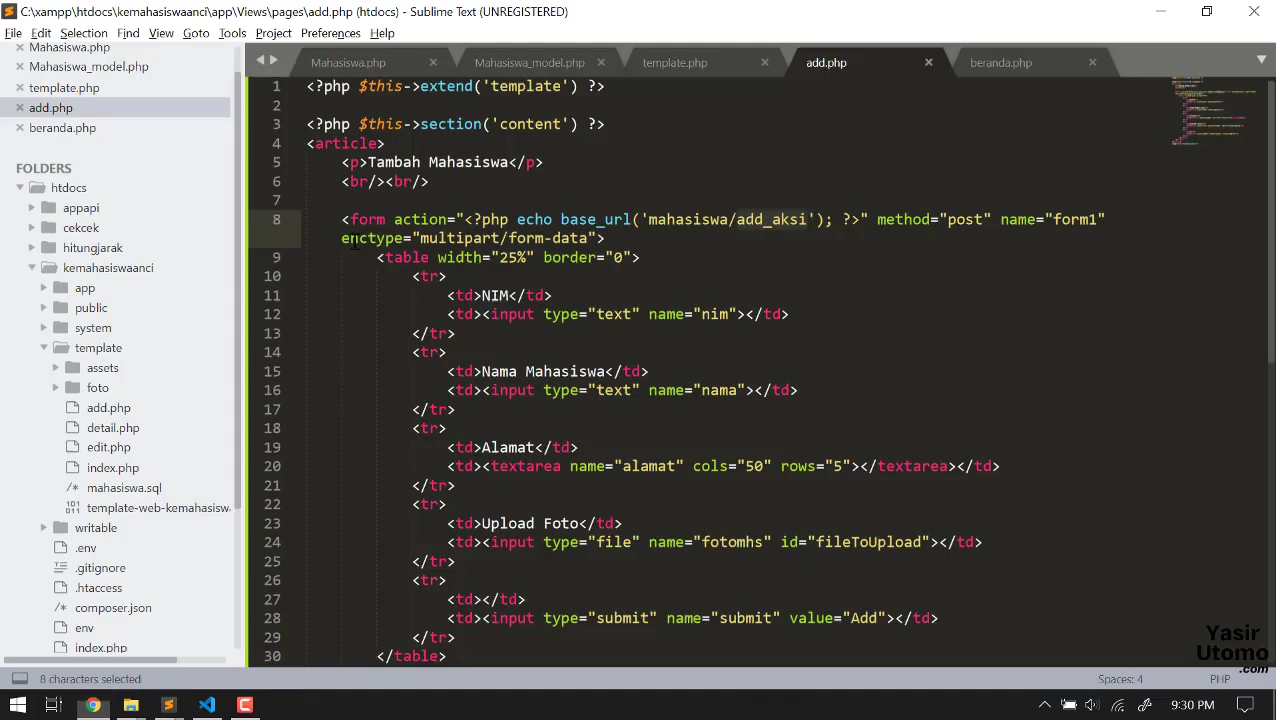 C:\xampp\htdocs\kemahasiswaanci\app\Views\pages\add.php (htdocs) - Sublime Text (UNREGISTERED)
File Edit Selection Find View Goto Tools Project Preferences Help
Mahasiswa.php
Mahasiswa_model.php
template.php
add.php
beranda.php
FOLDERS
htdocs
appapi
cekcek
hitungjarak
kemahasiswaanci
app
public
system
template
assets
foto
add.php
detail.php
edit.php
index.php
mahasiswa.sql
template-web-kemahasisw
writable
.env
.gitignore
.htaccess
composer.json
env
index.php
Mahasiswa.php Mahasiswa_model.php template.php add.php beranda.php
1 <?php $this->extend('template') ?>
2
3 <?php $this->section('content') ?>
4 <article>
5 <p>Tambah Mahasiswa</p>
6 <br/><br/>
7
8 <form action="<?php echo base_url('mahasiswa/add_aksi'); ?>" method="post" name="form1"
enctype="multipart/form-data">
9 <table width="25%" border="0">
10 <tr>
11 <td>NIM</td>
12 <td><input type="text" name="nim"></td>
13 </tr>
14 <tr>
15 <td>Nama Mahasiswa</td>
16 <td><input type="text" name="nama"></td>
17 </tr>
18 <tr>
19 <td>Alamat</td>
20 <td><textarea name="alamat" cols="50" rows="5"></textarea></td>
21 </tr>
22 <tr>
23 <td>Upload Foto</td>
24 <td><input type="file" name="fotomhs" id="fileToUpload"></td>
25 </tr>
26 <tr>
27 <td></td>
28 <td><input type="submit" name="submit" value="Add"></td>
29 </tr>
30 </table>
Yasir
Utomo
.com
8 characters selected Spaces: 4 PHP
9:30 PM